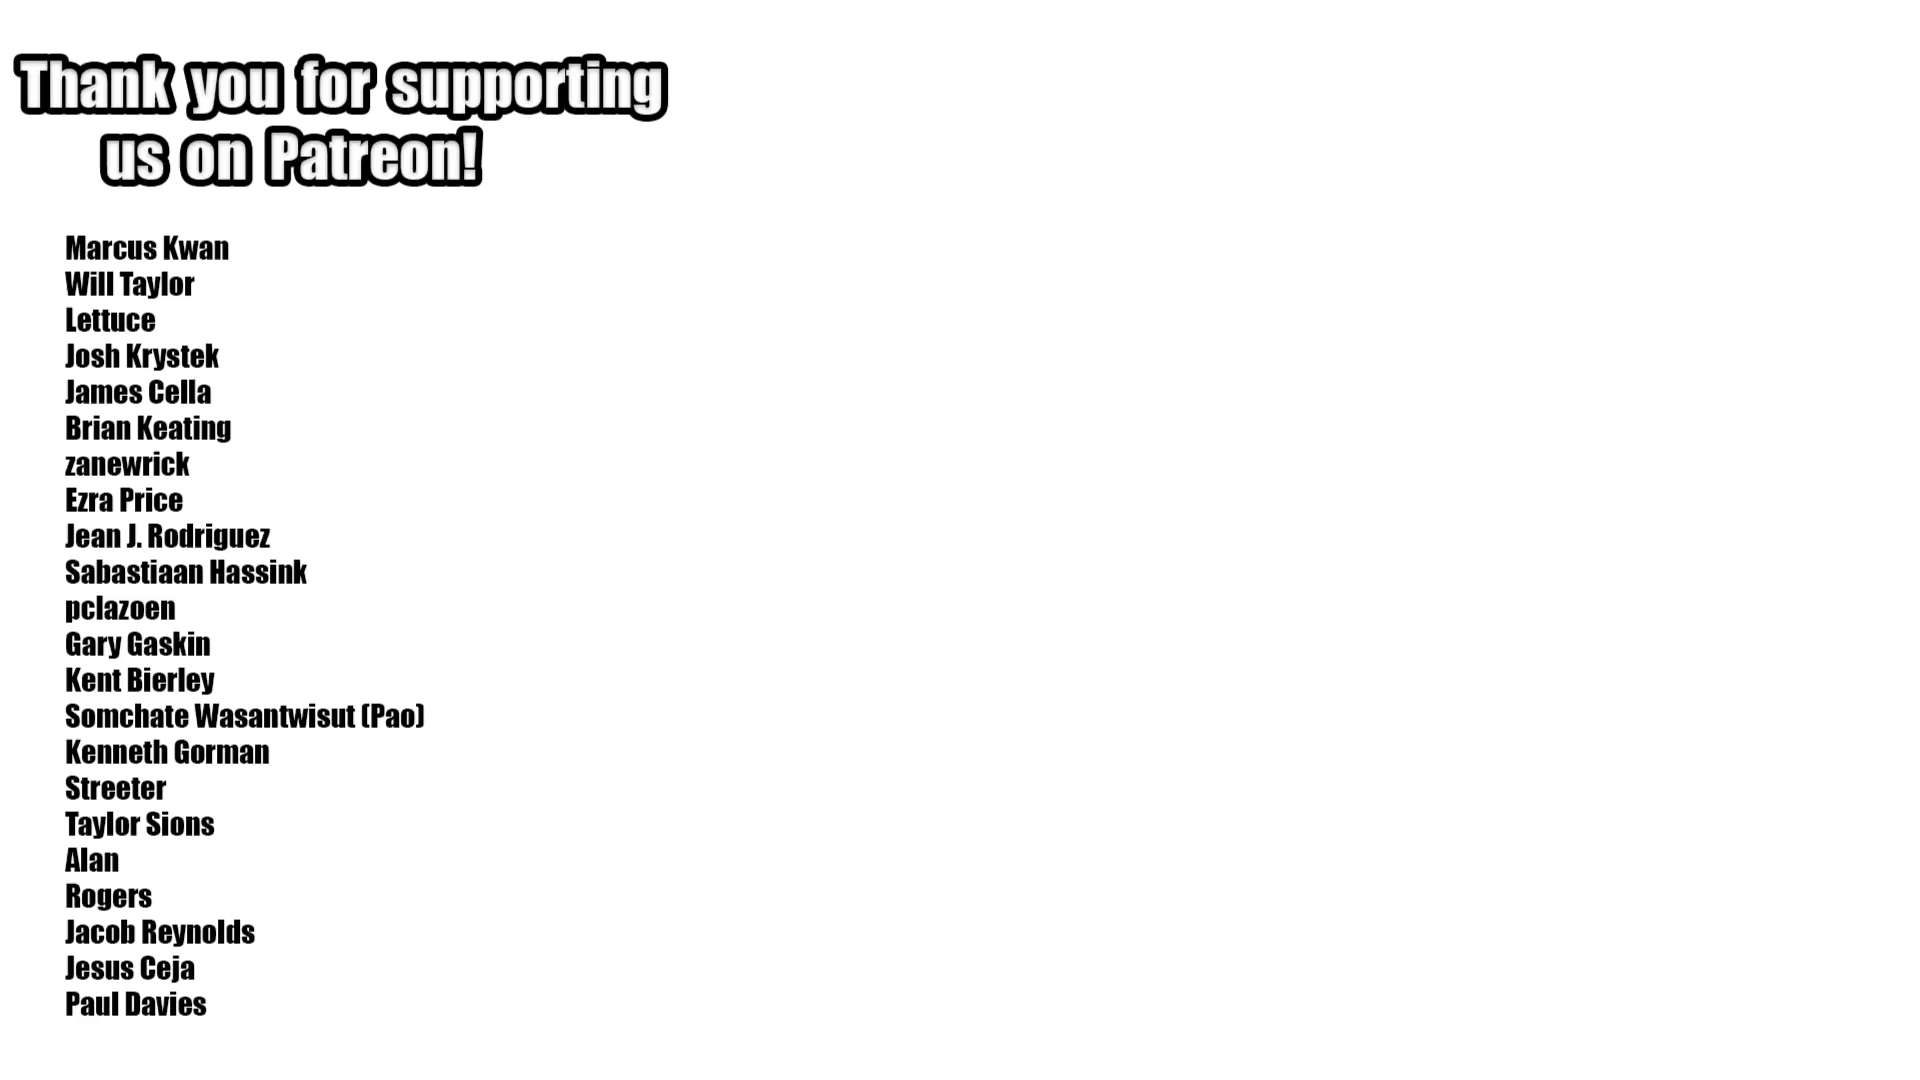 Thank you for supporting
us on Patreon!
Marcus Kwan
Will Taylor
Lettuce
Josh Krystek
James Cella
Brian Keating
zanewrick
Ezra Price
Jean J. Rodriguez
Sabastiaan Hassink
pclazoen
Gary Gaskin
Kent Bierley
Somchate Wasantwisut (Pao)
Kenneth Gorman
Streeter
Taylor Sions
Alan
Rogers
Jacob Reynolds
Jesus Ceja
Paul Davies